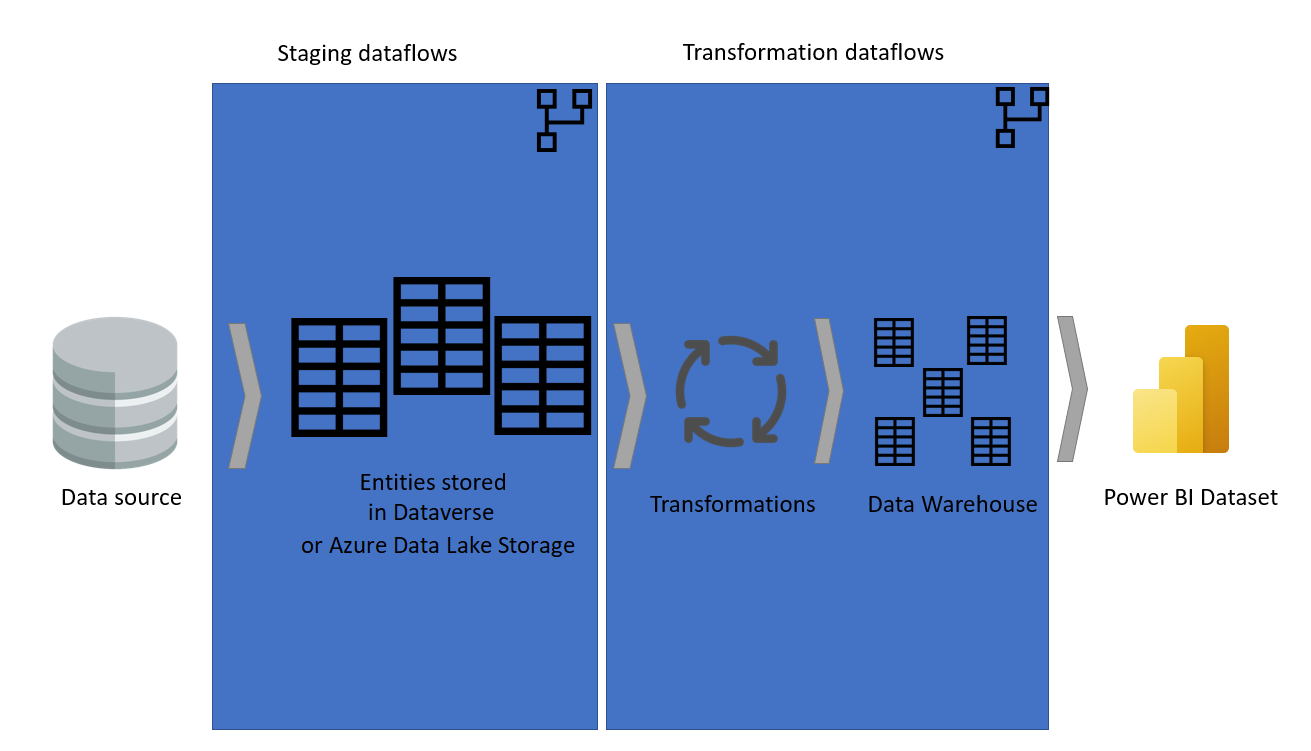 Staging dataflows
Transformation dataflows
Data source
Entities stored
in Dataverse
or Azure Data Lake Storage
Transformations
Data Warehouse
Power BI Dataset